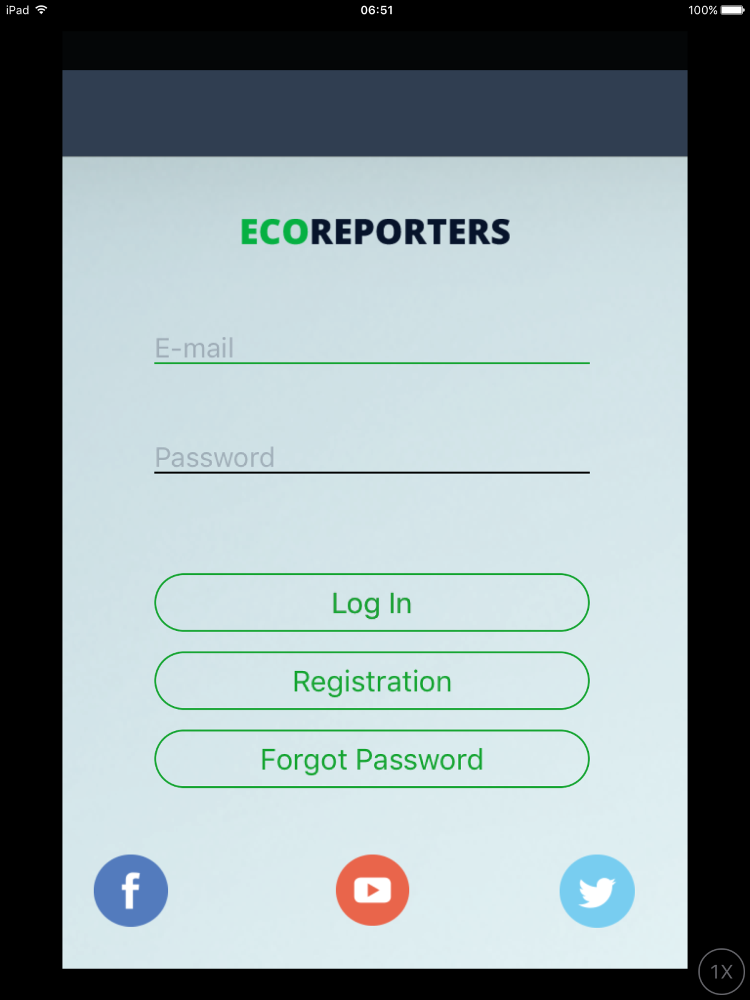 iPad 06:51 100%
ECOREPORTERS
E-mail
Password
Log In
Registration
Forgot Password
f
1X